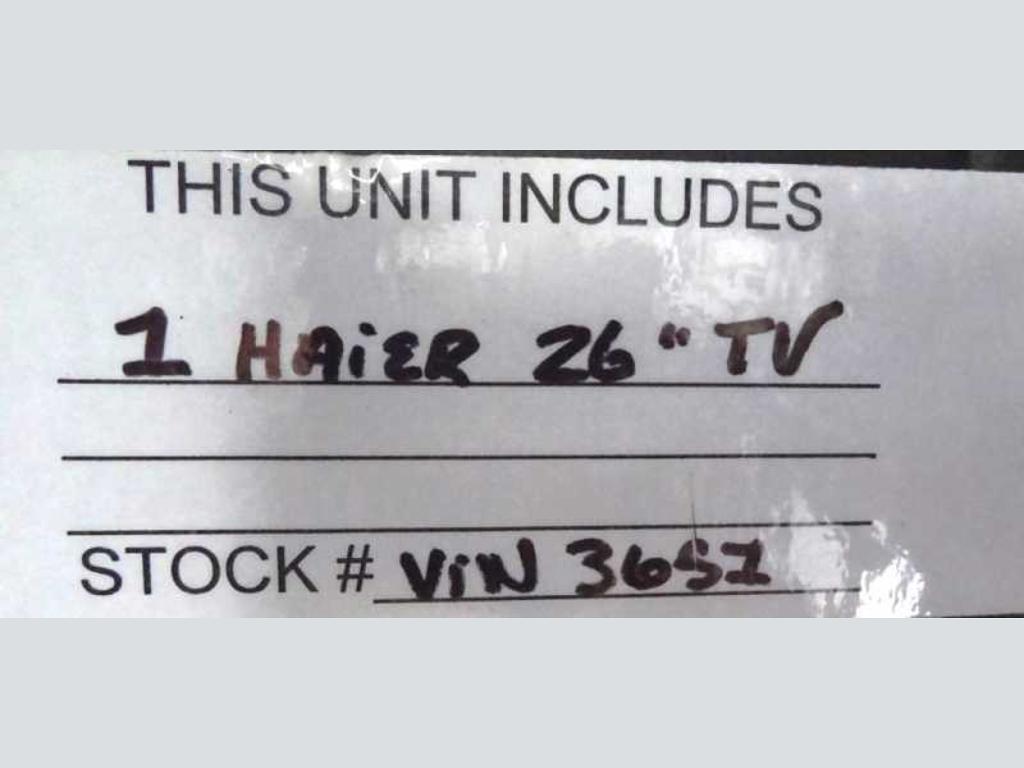 THIS UNIT INCLUDES
1 HAiER 26" TV
STOCK # ViN 3651